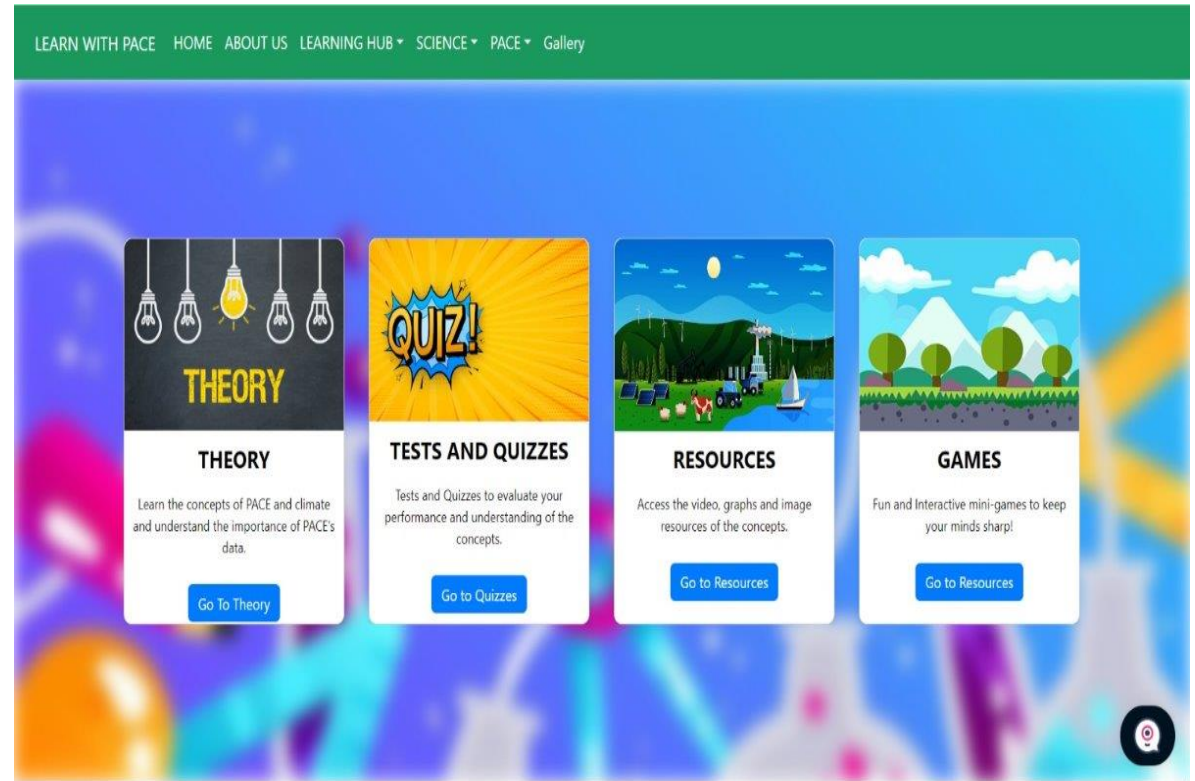 LEARN WITH PACE HOME ABOUT US LEARNING HUB SCIENCE PACE Gallery
THEORY
THEORY
Learn the concepts of PACE and climate
and understand the importance of PACE's
data.
Go To Theory
QUIZ!
TESTS AND QUIZZES
Tests and Quizzes to evaluate your
performance and understanding of the
concepts.
Go to Quizzes
RESOURCES
Access the video, graphs and image
resources of the concepts.
Go to Resources
GAMES
Fun and Interactive mini-games to keep
your minds sharp!
Go to Resources